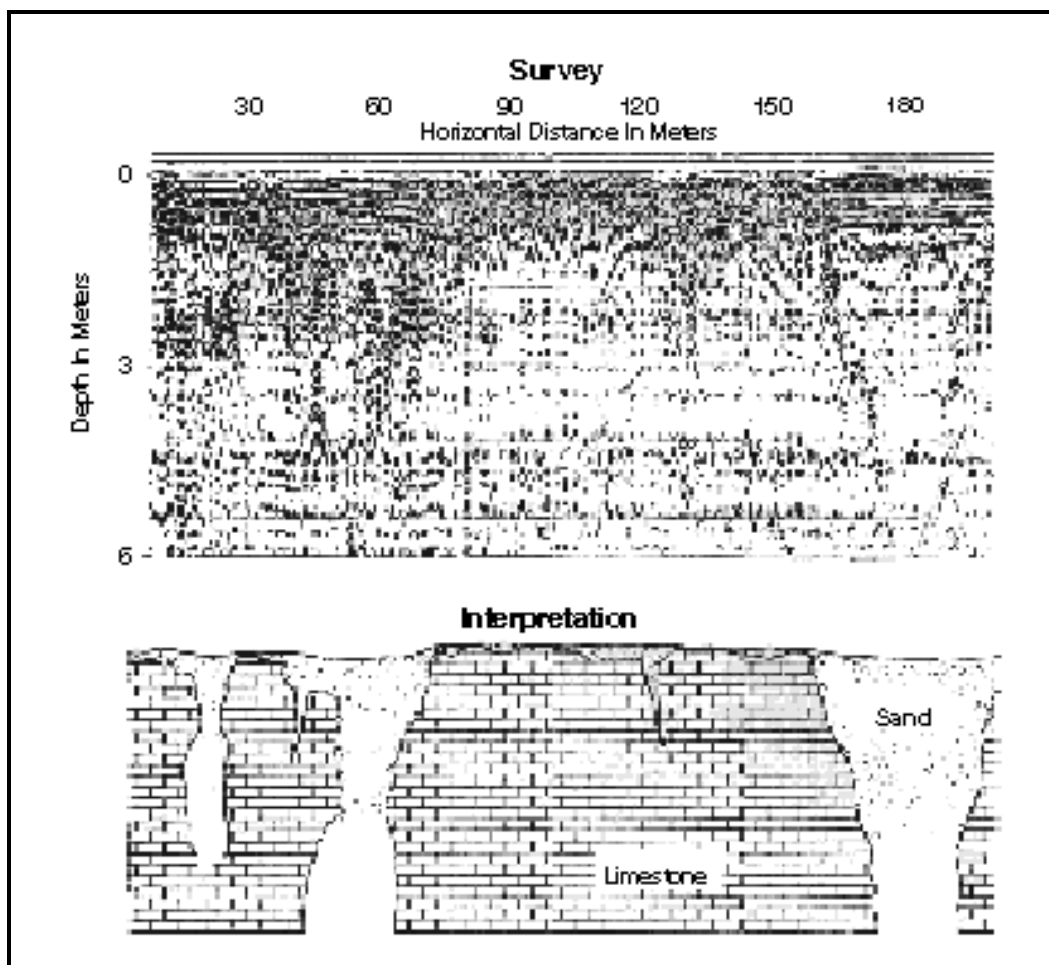 Survey
30 60 90 120 150 180
Horizontal Distance In Meters
0
Depth In Meters
3
6
Interpretation
Sand
Limestone